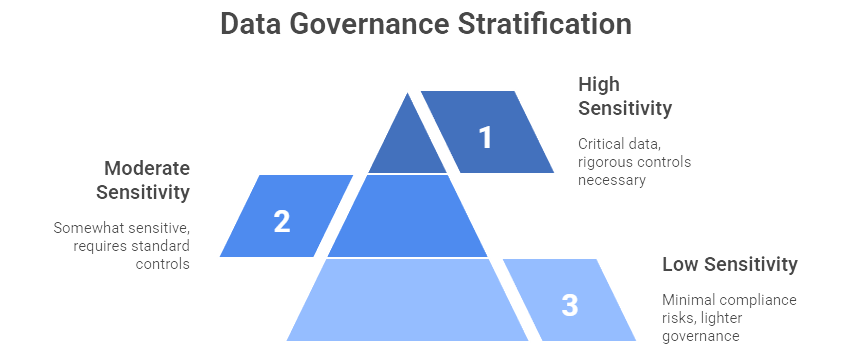 Data Governance Stratification
High
Sensitivity
1
Critical data,
rigorous controls
necessary
Moderate
Sensitivity
2
Somewhat sensitive,
requires standard
controls
Low Sensitivity
3
Minimal compliance
risks, lighter
governance